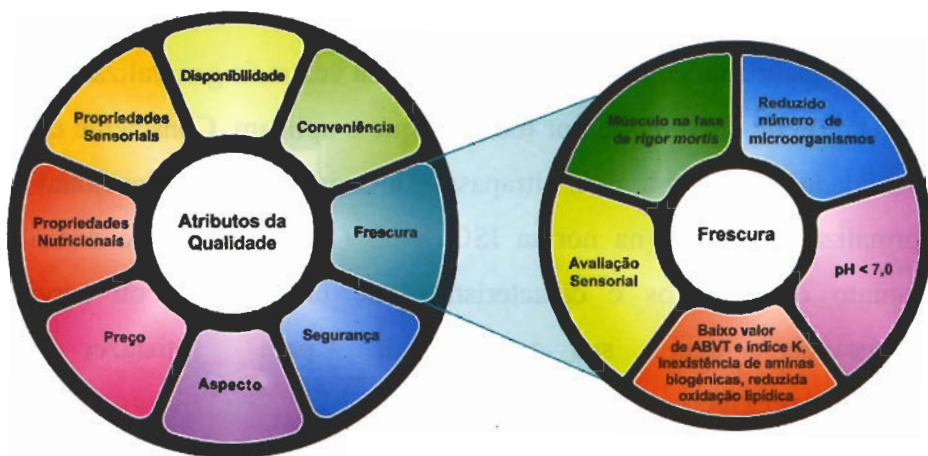 Disponibilidade
Conveniência
Frescura
Segurança
Aspecto
Preço
Propriedades
Nutricionais
Propriedades
Sensoriais
Atributos da
Qualidade
Músculo na fase
de rigor mortis
Reduzido
número de
microorganismos
pH < 7,0
Baixo valor
de ABVT e índice K,
inexistência de aminas
biogénicas, reduzida
oxidação lipídica
Avaliação
Sensorial
Frescura